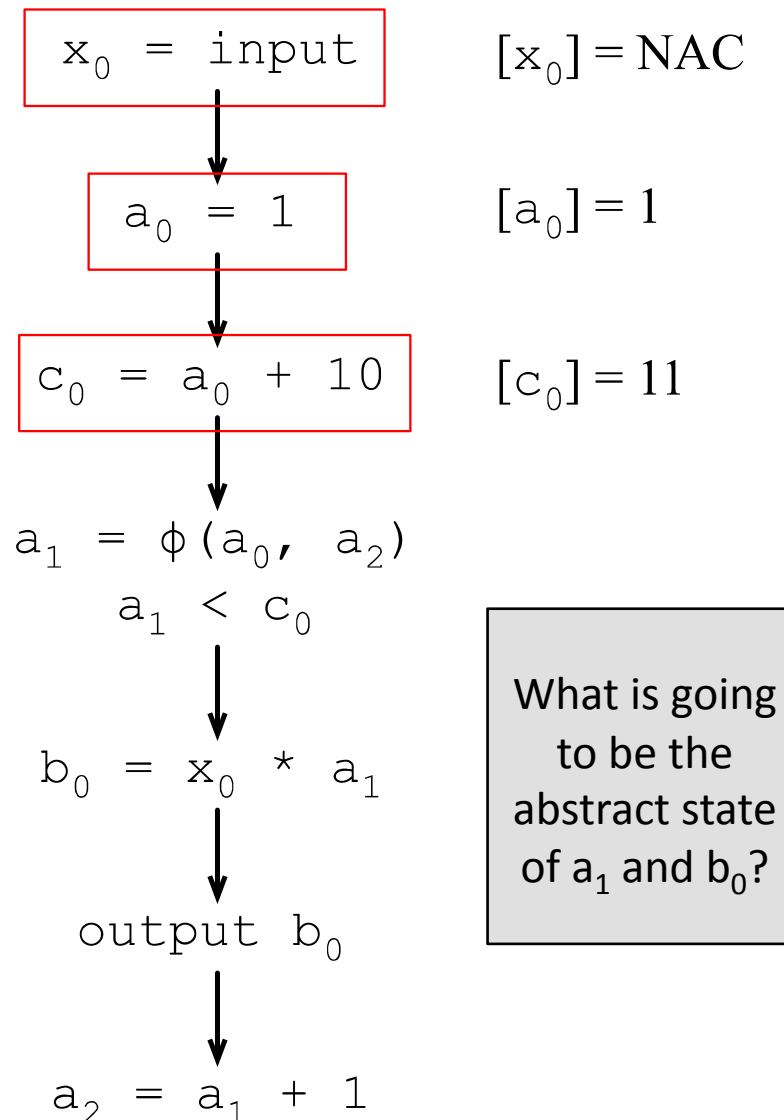 x₀ = input
[x₀] = NAC
a₀ = 1
[a₀] = 1
c₀ = a₀ + 10
[c₀] = 11
a₁ = ϕ(a₀, a₂)
a₁ < c₀
What is going
to be the
abstract state
of a₁ and b₀?
b₀ = x₀ * a₁
output b₀
a₂ = a₁ + 1